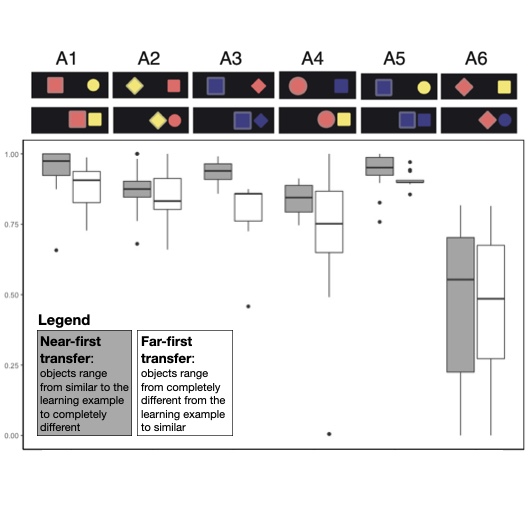 A1 A2 A3 A4 A5 A6
1.00
0.75
0.50
0.25
0.00
Legend
Near-first
transfer:
objects range
from similar to the
learning example
to completely
different
Far-first
transfer:
objects range
from completely
different from the
learning example
to similar